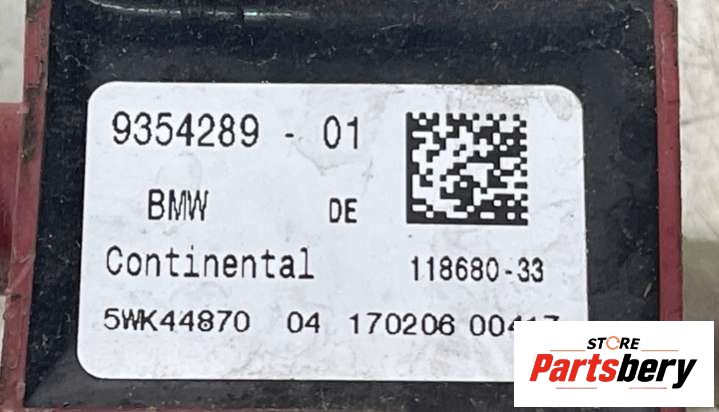 9354289 - 01
BMW DE
Continental 118680-33
5WK44870 04 170206
STORE
Partsbery